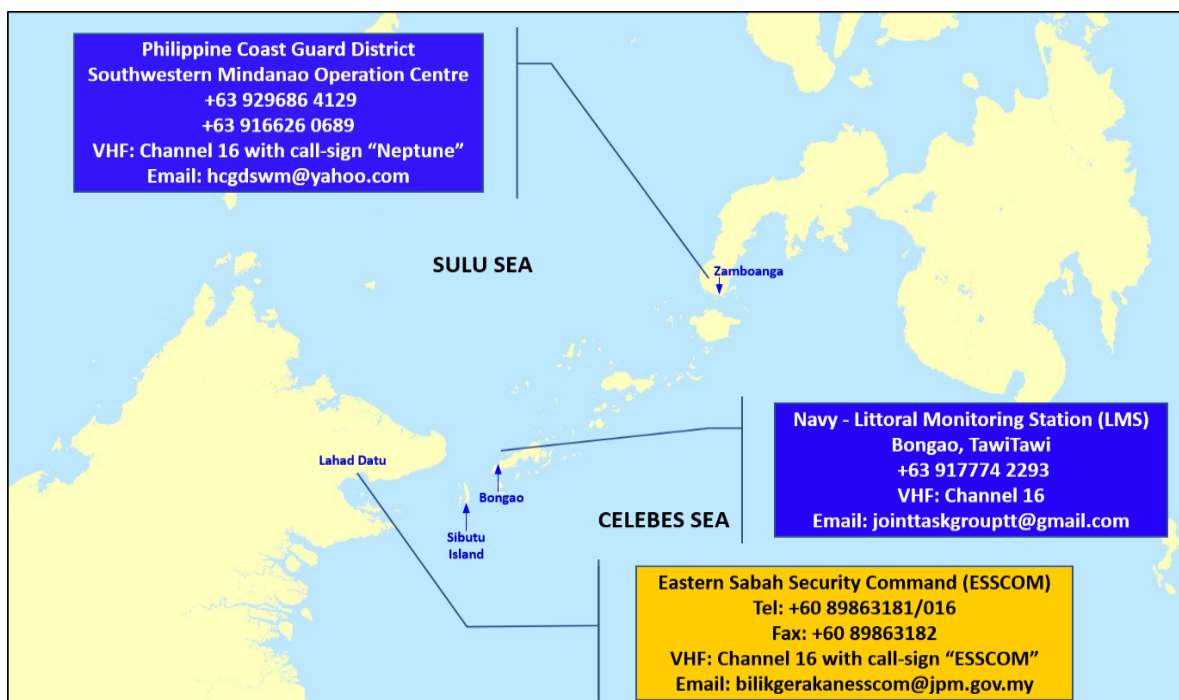 Philippine Coast Guard District
Southwestern Mindanao Operation Centre
+63 929686 4129
+63 916626 0689
VHF: Channel 16 with call-sign “Neptune”
Email: hcgdswm@yahoo.com
SULU SEA
Zamboanga
Lahad Datu
Bongao
Sibutu
Island
CELEBES SEA
Navy - Littoral Monitoring Station (LMS)
Bongao, TawiTawi
+63 917774 2293
VHF: Channel 16
Email: jointtaskgrouptt@gmail.com
Eastern Sabah Security Command (ESSCOM)
Tel: +60 89863181/016
Fax: +60 89863182
VHF: Channel 16 with call-sign “ESSCOM”
Email: bilikgerakanesscom@jpm.gov.my